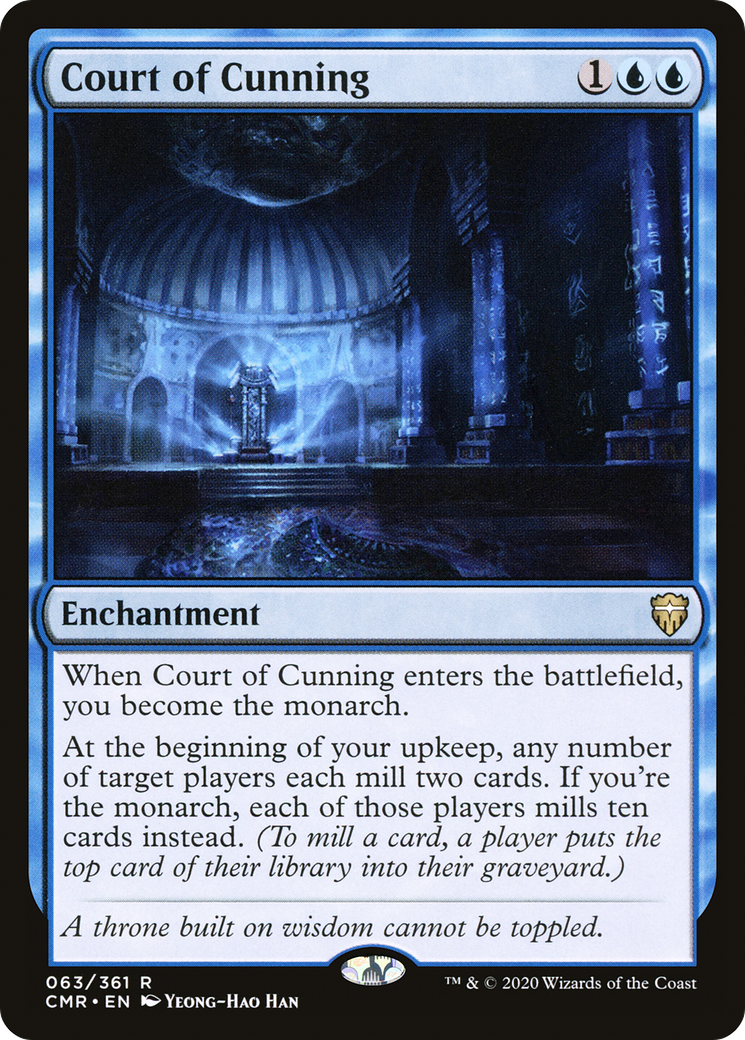 Court of Cunning 1
Enchantment
When Court of Cunning enters the battlefield,
you become the monarch.
At the beginning of your upkeep, any number
of target players each mill two cards. If you’re
the monarch, each of those players mills ten
cards instead. (To mill a card, a player puts the
top card of their library into their graveyard.)
A throne built on wisdom cannot be toppled.
063/361 R
™ & © 2020 Wizards of the Coast
CMR • EN Yeong-Hao Han